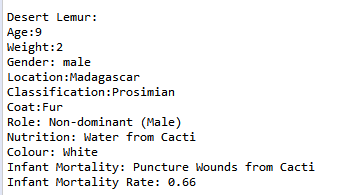 Desert Lemur:
Age:9
Weight:2
Gender: male
Location:Madagascar
Classification:Prosimian
Coat:Fur
Role: Non-dominant (Male)
Nutrition: Water from Cacti
Colour: White
Infant Mortality: Puncture Wounds from Cacti
Infant Mortality Rate: 0.66